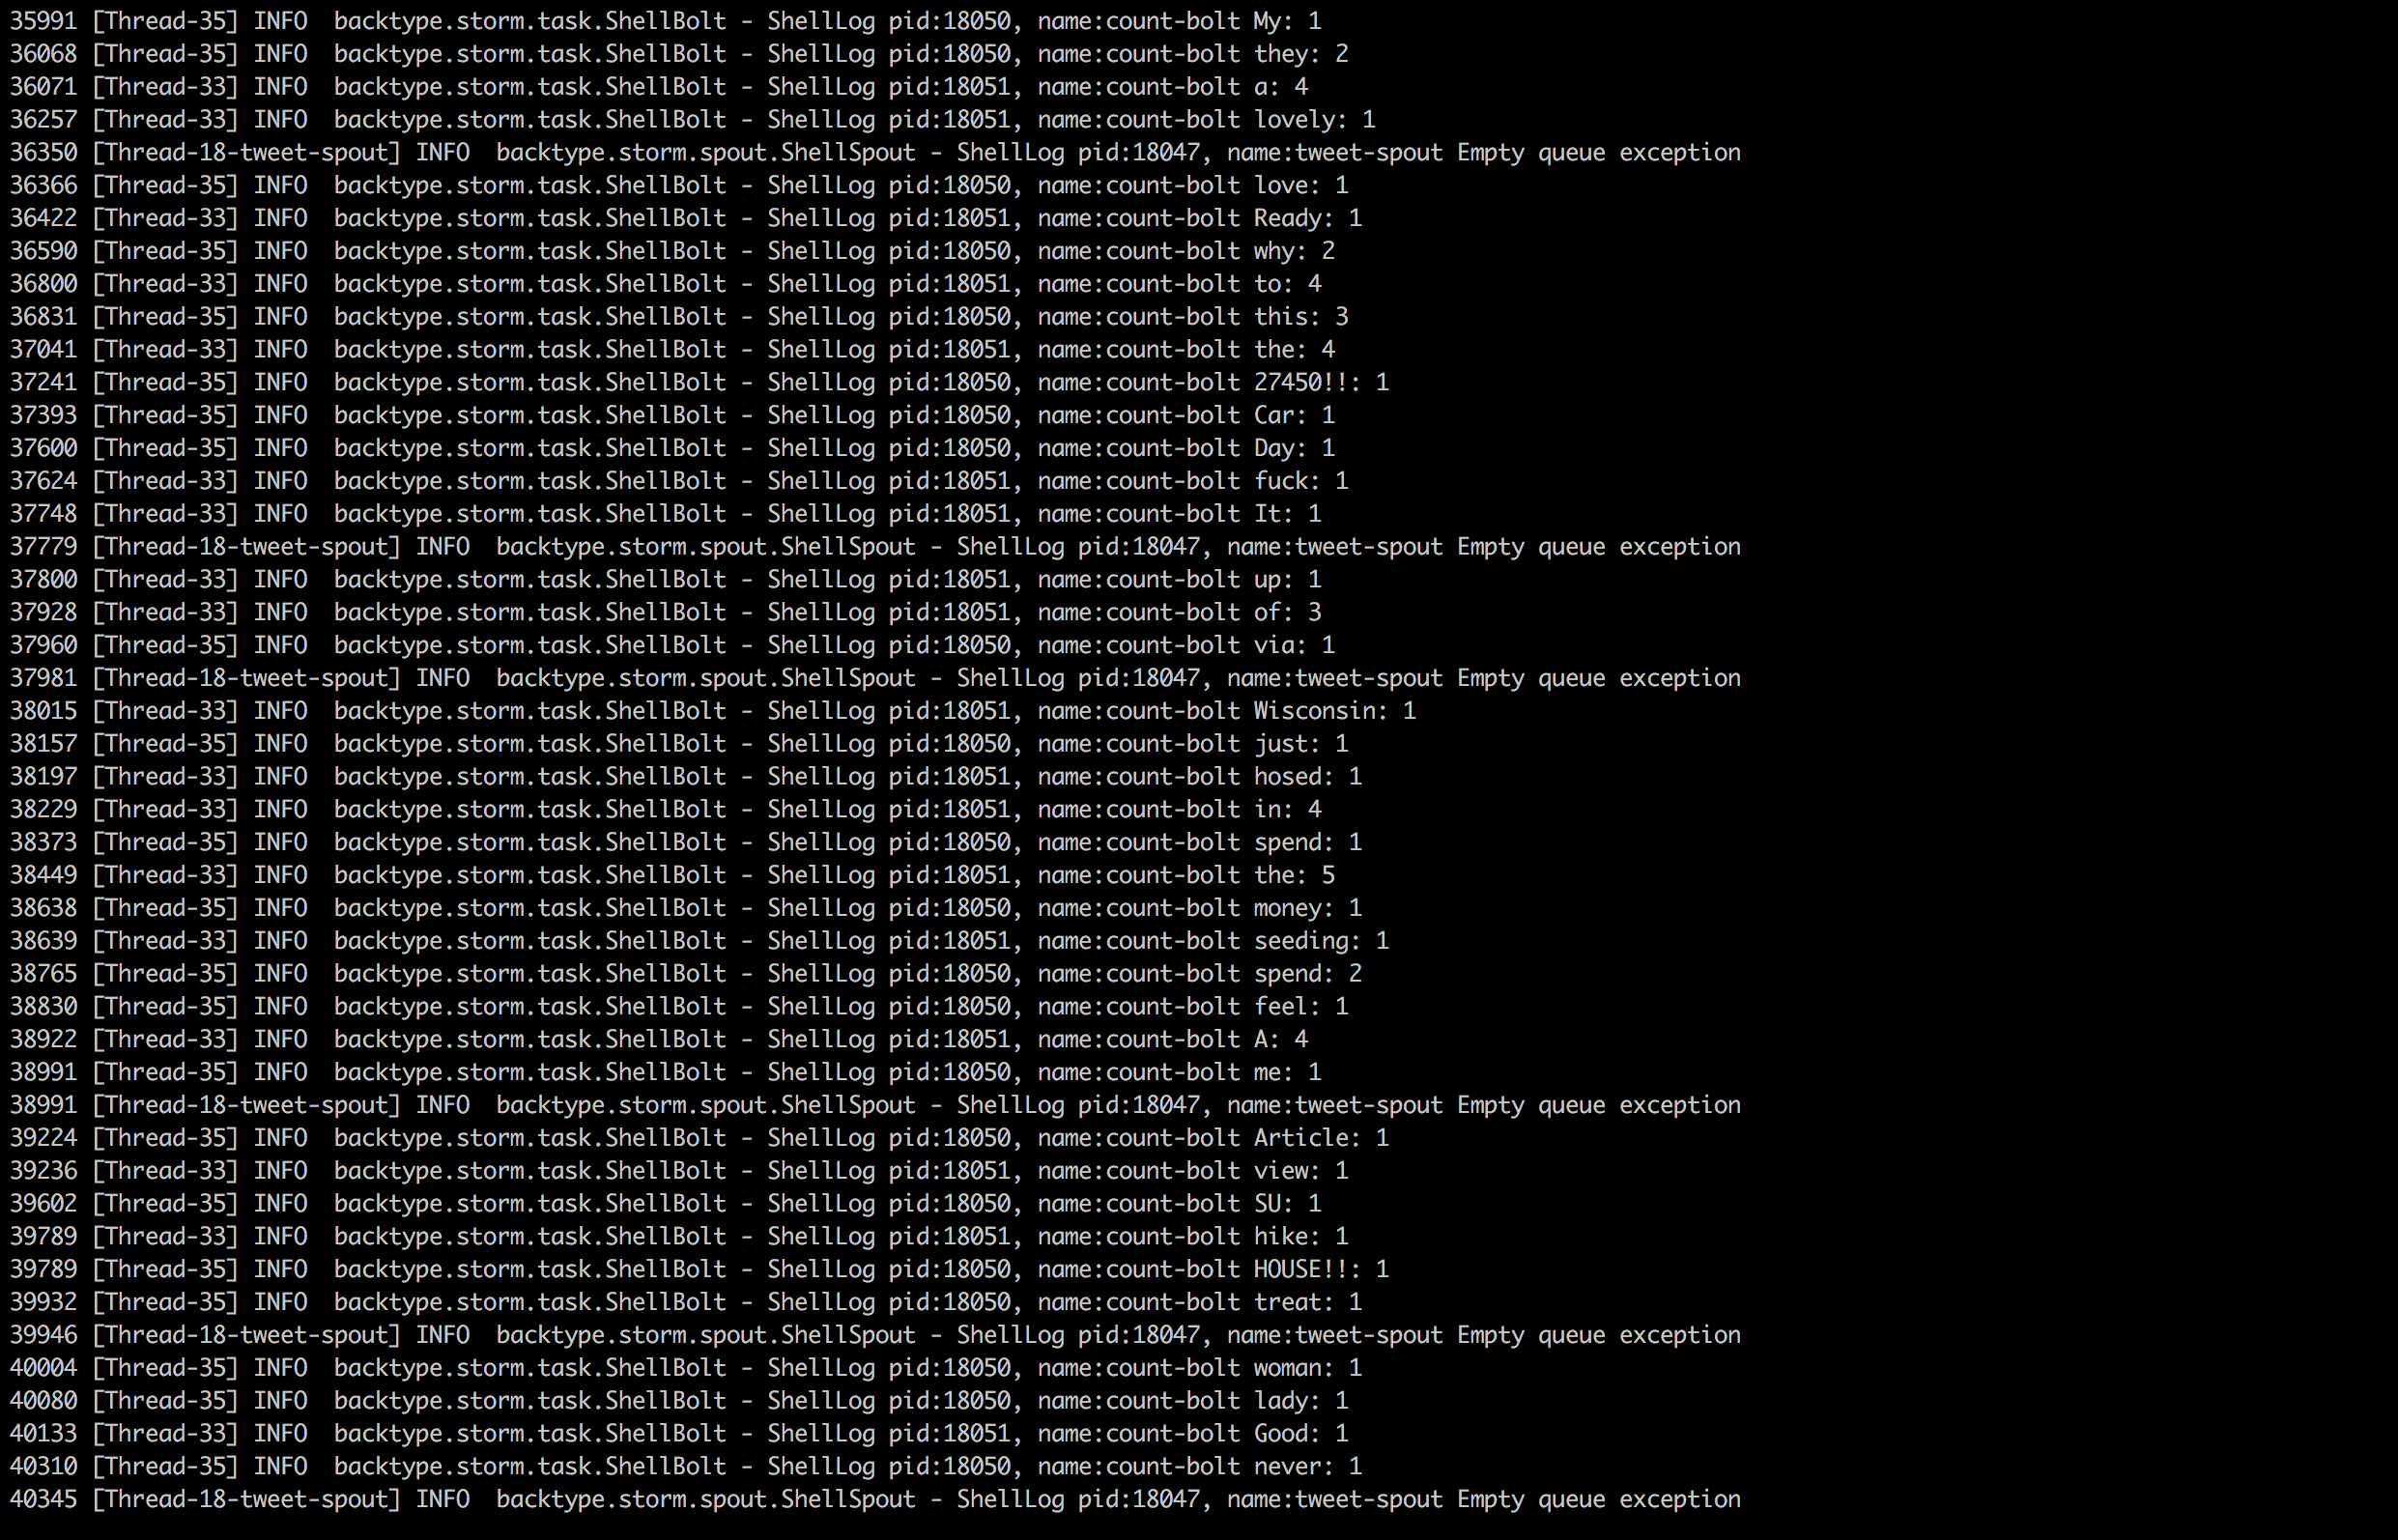 35991 [Thread-35] INFO  backtype.storm.task.ShellBolt - ShellLog pid:18050, name:count-bolt My: 1
36068 [Thread-35] INFO  backtype.storm.task.ShellBolt - ShellLog pid:18050, name:count-bolt they: 2
36071 [Thread-33] INFO  backtype.storm.task.ShellBolt - ShellLog pid:18051, name:count-bolt a: 4
36257 [Thread-33] INFO  backtype.storm.task.ShellBolt - ShellLog pid:18051, name:count-bolt lovely: 1
36350 [Thread-18-tweet-spout] INFO  backtype.storm.spout.ShellSpout - ShellLog pid:18047, name:tweet-spout Empty queue exception
36366 [Thread-35] INFO  backtype.storm.task.ShellBolt - ShellLog pid:18050, name:count-bolt love: 1
36422 [Thread-33] INFO  backtype.storm.task.ShellBolt - ShellLog pid:18051, name:count-bolt Ready: 1
36590 [Thread-35] INFO  backtype.storm.task.ShellBolt - ShellLog pid:18050, name:count-bolt why: 2
36800 [Thread-33] INFO  backtype.storm.task.ShellBolt - ShellLog pid:18051, name:count-bolt to: 4
36831 [Thread-35] INFO  backtype.storm.task.ShellBolt - ShellLog pid:18050, name:count-bolt this: 3
37041 [Thread-33] INFO  backtype.storm.task.ShellBolt - ShellLog pid:18051, name:count-bolt the: 4
37241 [Thread-35] INFO  backtype.storm.task.ShellBolt - ShellLog pid:18050, name:count-bolt 27450!!: 1
37393 [Thread-35] INFO  backtype.storm.task.ShellBolt - ShellLog pid:18050, name:count-bolt Car: 1
37600 [Thread-35] INFO  backtype.storm.task.ShellBolt - ShellLog pid:18050, name:count-bolt Day: 1
37624 [Thread-33] INFO  backtype.storm.task.ShellBolt - ShellLog pid:18051, name:count-bolt fuck: 1
37748 [Thread-33] INFO  backtype.storm.task.ShellBolt - ShellLog pid:18051, name:count-bolt It: 1
37779 [Thread-18-tweet-spout] INFO  backtype.storm.spout.ShellSpout - ShellLog pid:18047, name:tweet-spout Empty queue exception
37800 [Thread-33] INFO  backtype.storm.task.ShellBolt - ShellLog pid:18051, name:count-bolt up: 1
37928 [Thread-33] INFO  backtype.storm.task.ShellBolt - ShellLog pid:18051, name:count-bolt of: 3
37960 [Thread-35] INFO  backtype.storm.task.ShellBolt - ShellLog pid:18050, name:count-bolt via: 1
37981 [Thread-18-tweet-spout] INFO  backtype.storm.spout.ShellSpout - ShellLog pid:18047, name:tweet-spout Empty queue exception
38015 [Thread-33] INFO  backtype.storm.task.ShellBolt - ShellLog pid:18051, name:count-bolt Wisconsin: 1
38157 [Thread-35] INFO  backtype.storm.task.ShellBolt - ShellLog pid:18050, name:count-bolt just: 1
38197 [Thread-33] INFO  backtype.storm.task.ShellBolt - ShellLog pid:18051, name:count-bolt hosed: 1
38229 [Thread-33] INFO  backtype.storm.task.ShellBolt - ShellLog pid:18051, name:count-bolt in: 4
38373 [Thread-35] INFO  backtype.storm.task.ShellBolt - ShellLog pid:18050, name:count-bolt spend: 1
38449 [Thread-33] INFO  backtype.storm.task.ShellBolt - ShellLog pid:18051, name:count-bolt the: 5
38638 [Thread-35] INFO  backtype.storm.task.ShellBolt - ShellLog pid:18050, name:count-bolt money: 1
38639 [Thread-33] INFO  backtype.storm.task.ShellBolt - ShellLog pid:18051, name:count-bolt seeding: 1
38765 [Thread-35] INFO  backtype.storm.task.ShellBolt - ShellLog pid:18050, name:count-bolt spend: 2
38830 [Thread-35] INFO  backtype.storm.task.ShellBolt - ShellLog pid:18050, name:count-bolt feel: 1
38922 [Thread-33] INFO  backtype.storm.task.ShellBolt - ShellLog pid:18051, name:count-bolt A: 4
38991 [Thread-35] INFO  backtype.storm.task.ShellBolt - ShellLog pid:18050, name:count-bolt me: 1
38991 [Thread-18-tweet-spout] INFO  backtype.storm.spout.ShellSpout - ShellLog pid:18047, name:tweet-spout Empty queue exception
39224 [Thread-35] INFO  backtype.storm.task.ShellBolt - ShellLog pid:18050, name:count-bolt Article: 1
39236 [Thread-33] INFO  backtype.storm.task.ShellBolt - ShellLog pid:18051, name:count-bolt view: 1
39602 [Thread-35] INFO  backtype.storm.task.ShellBolt - ShellLog pid:18050, name:count-bolt SU: 1
39789 [Thread-33] INFO  backtype.storm.task.ShellBolt - ShellLog pid:18051, name:count-bolt hike: 1
39789 [Thread-35] INFO  backtype.storm.task.ShellBolt - ShellLog pid:18050, name:count-bolt HOUSE!!: 1
39932 [Thread-35] INFO  backtype.storm.task.ShellBolt - ShellLog pid:18050, name:count-bolt treat: 1
39946 [Thread-18-tweet-spout] INFO  backtype.storm.spout.ShellSpout - ShellLog pid:18047, name:tweet-spout Empty queue exception
40004 [Thread-35] INFO  backtype.storm.task.ShellBolt - ShellLog pid:18050, name:count-bolt woman: 1
40080 [Thread-35] INFO  backtype.storm.task.ShellBolt - ShellLog pid:18050, name:count-bolt lady: 1
40133 [Thread-33] INFO  backtype.storm.task.ShellBolt - ShellLog pid:18051, name:count-bolt Good: 1
40310 [Thread-35] INFO  backtype.storm.task.ShellBolt - ShellLog pid:18050, name:count-bolt never: 1
40345 [Thread-18-tweet-spout] INFO  backtype.storm.spout.ShellSpout - ShellLog pid:18047, name:tweet-spout Empty queue exception